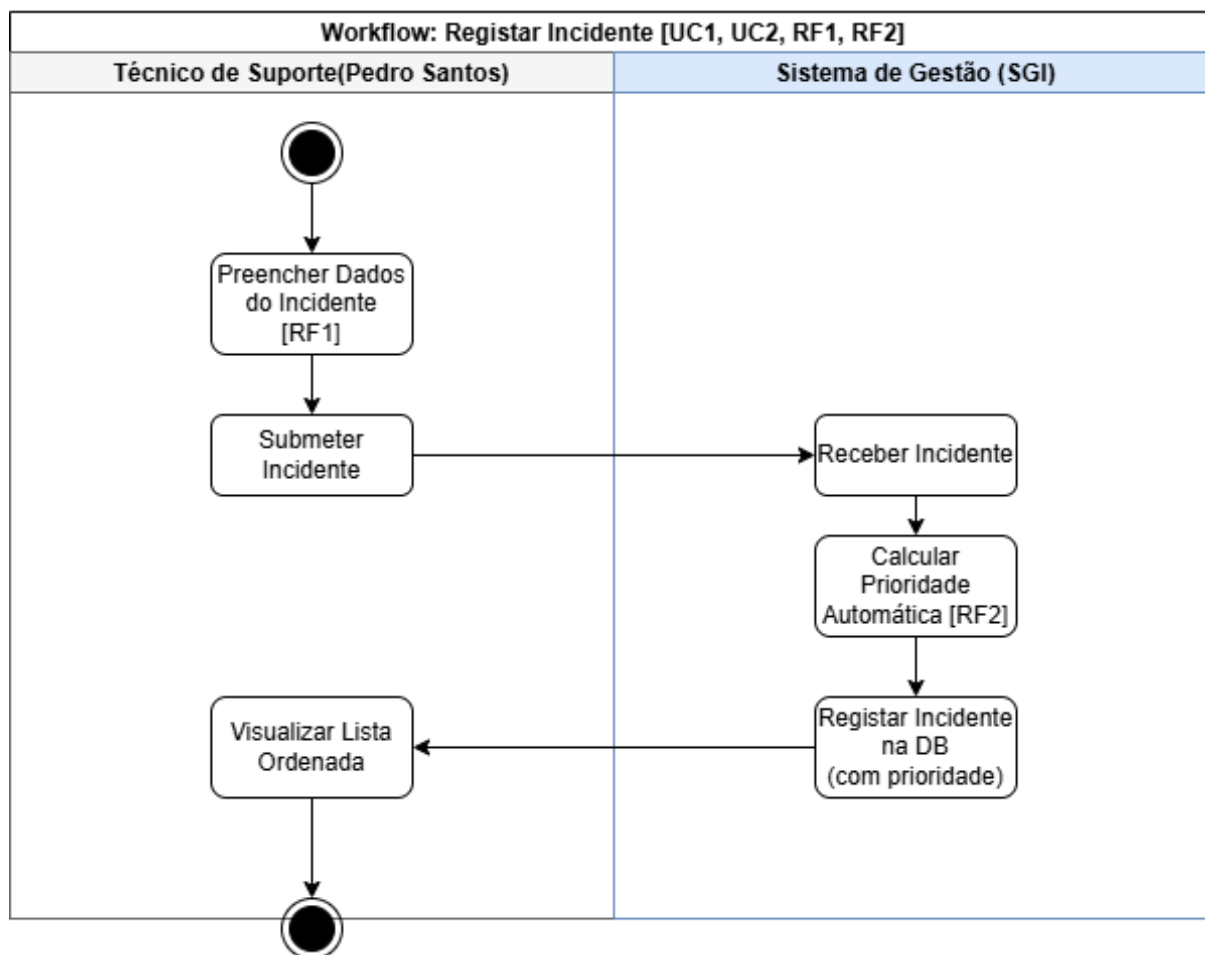 Workflow: Registar Incidente [UC1, UC2, RF1, RF2]
Técnico de Suporte(Pedro Santos)
Sistema de Gestão (SGI)
Preencher Dados
do Incidente
[RF1]
Submeter
Incidente
Receber Incidente
Calcular
Prioridade
Automática [RF2]
Registar Incidente
na DB
(com prioridade)
Visualizar Lista
Ordenada